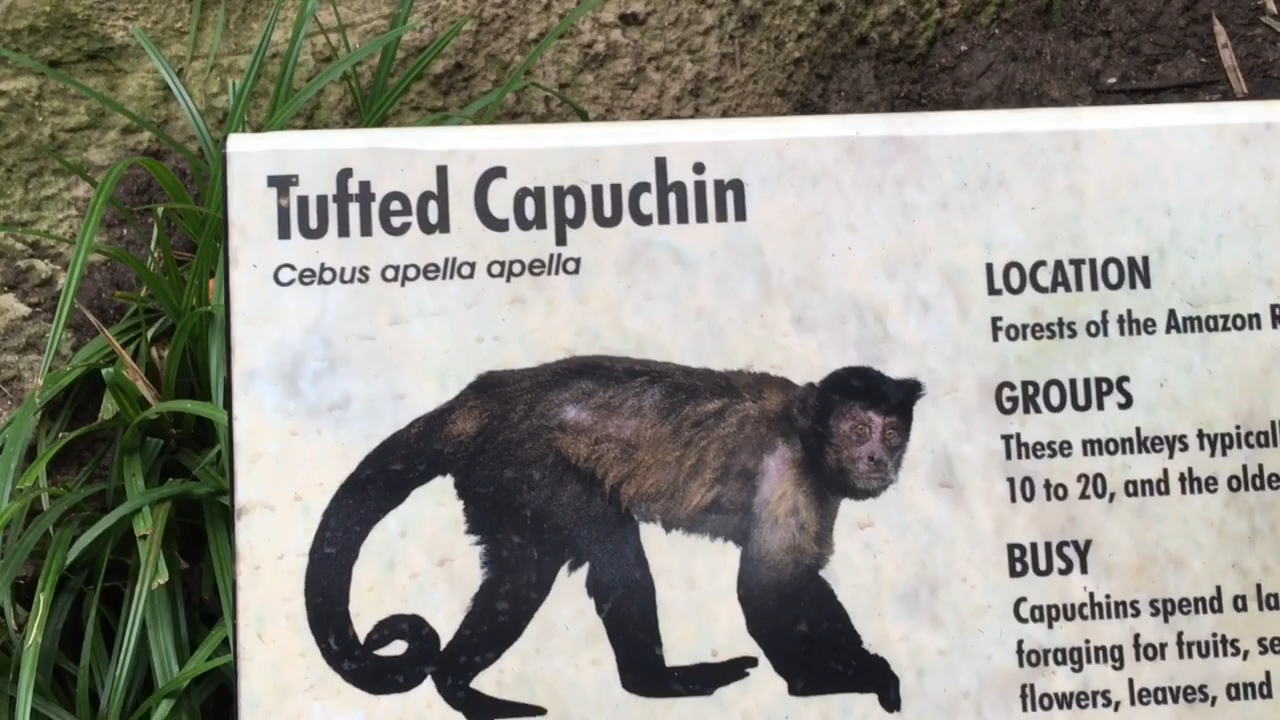 Tufted Capuchin
Cebus apella apella
LOCATION
Forests of the Amazon
GROUPS
These monkeys
10 to 20, and the
BUSY
Capuchins spend a
foraging for fruits,
flowers, leaves, and